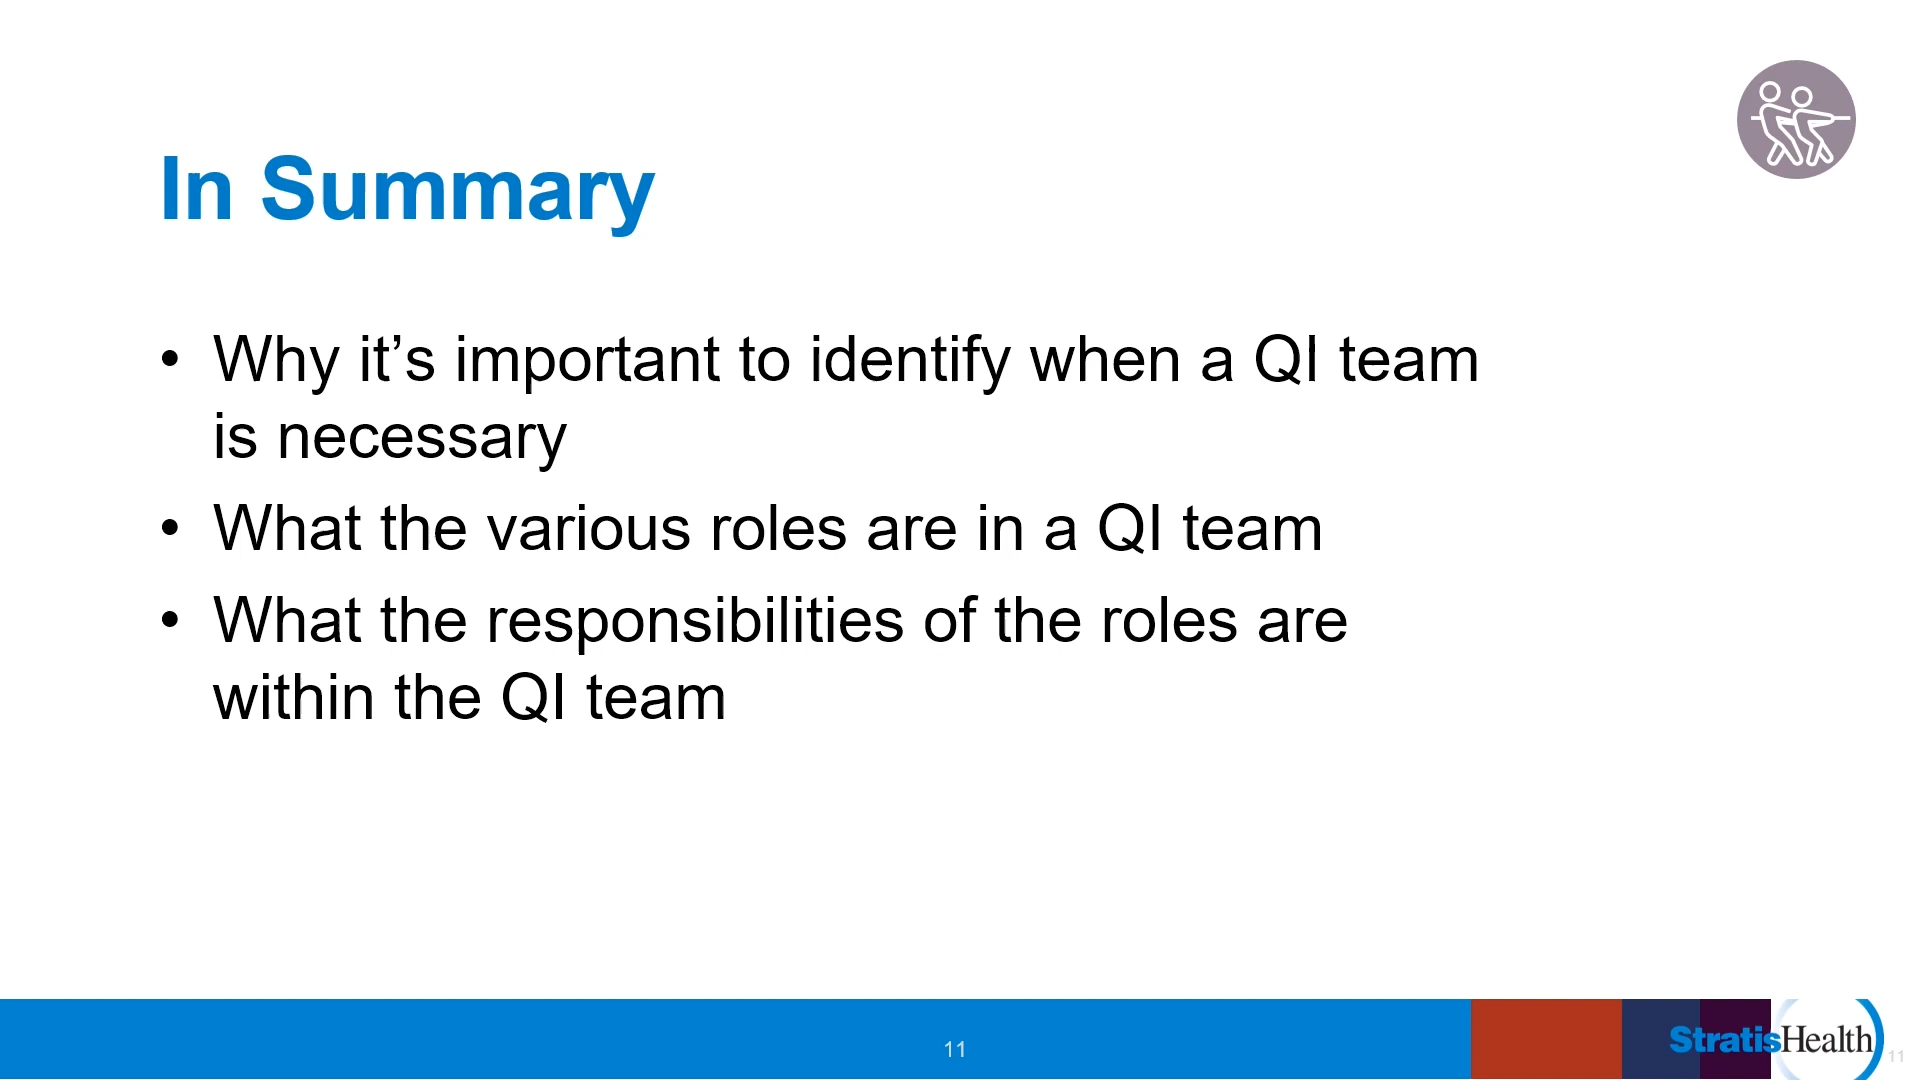 In Summary
• Why it’s important to identify when a QI team
is necessary
• What the various roles are in a QI team
• What the responsibilities of the roles are
within the QI team
11
StratisHealth
11